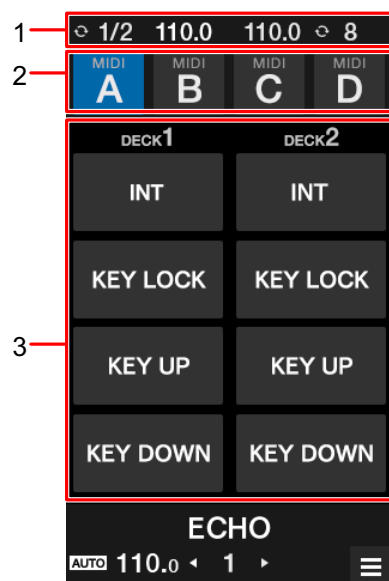 1/2 110.0 110.0 8
1
MIDI MIDI MIDI MIDI
2
A B C D
DECK1 DECK2
INT INT
KEY LOCK KEY LOCK
3
KEY UP KEY UP
KEY DOWN KEY DOWN
ECHO
AUTO 110.0 1